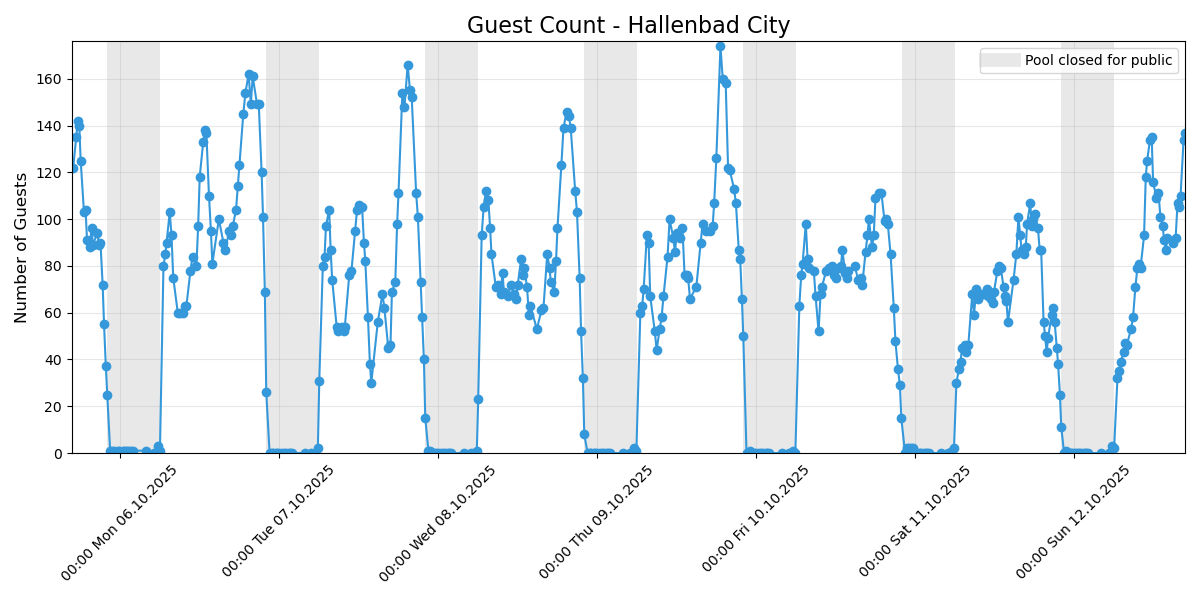 Guest Count - Hallenbad City
Pool closed for public
Number of Guests
160
140
120
100
80
60
40
20
0
00:00 Mon 06.10.2025
00:00 Tue 07.10.2025
00:00 Wed 08.10.2025
00:00 Thu 09.10.2025
00:00 Fri 10.10.2025
00:00 Sat 11.10.2025
00:00 Sun 12.10.2025